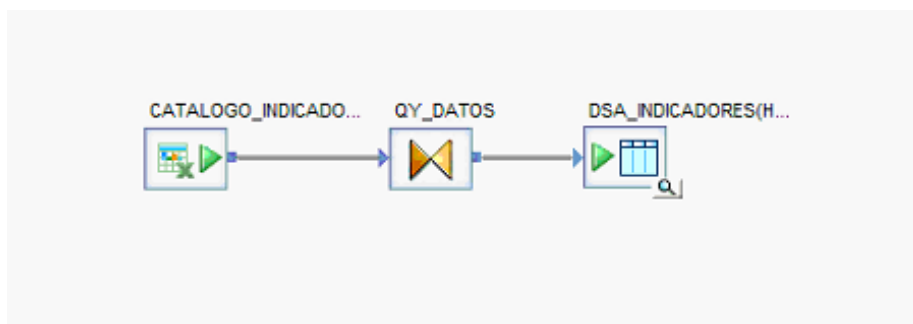 CATALOGO_INDICADO...
QY_DATOS
DSA_INDICADORES(H...